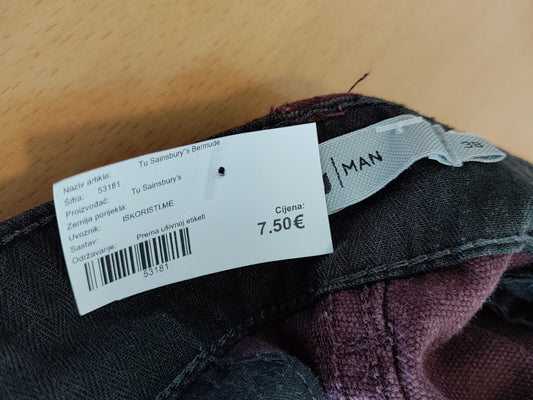 Naziv artikla: Tu Sainsbury's Bermude
Šifra: 53181
Proizvođač: Tu Sainsbury's
Zemlja porijekla:
Uvoznik: ISKORISTI.ME
Sastav:
Održavanje: Prema ušivnoj etiketi
53181
Cijena:
7.50€
MAN
38